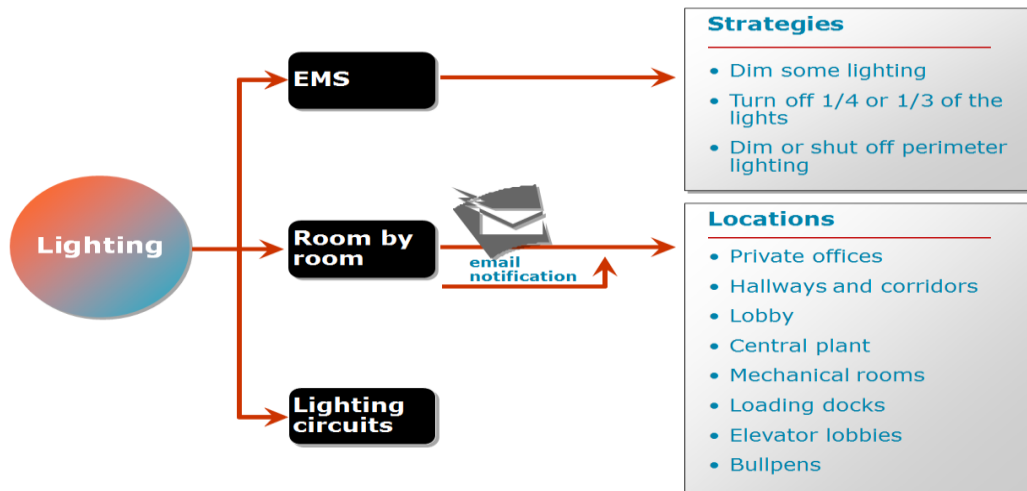 Lighting
EMS
Room by
room
email
notification
Lighting
circuits
Strategies
• Dim some lighting
• Turn off 1/4 or 1/3 of the
lights
• Dim or shut off perimeter
lighting
Locations
• Private offices
• Hallways and corridors
• Lobby
• Central plant
• Mechanical rooms
• Loading docks
• Elevator lobbies
• Bullpens